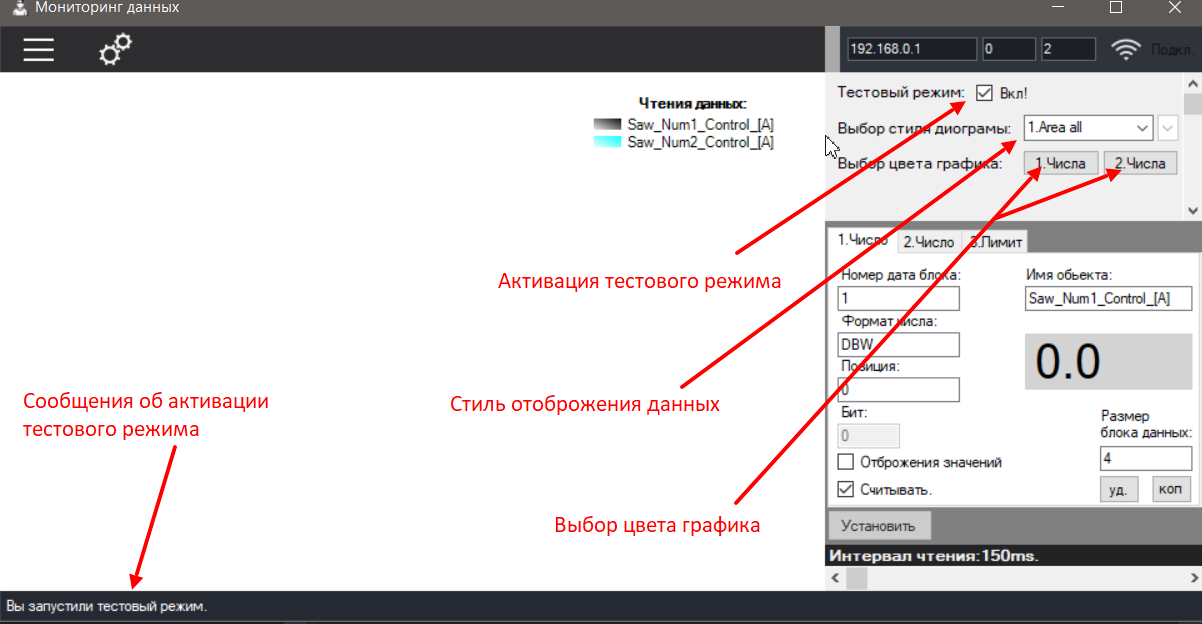 Мониторинг данных
192.168.0.1 0 2 Подкл.
Чтения данных:
Saw_Num1_Control_[A]
Saw_Num2_Control_[A]
Тестовый режим: Вкл!
Выбор стиля диограмы: 1.Area all
Выбор цвета графика: 1.Числа 2.Числа
1.Число 2.Число 3.Лимит
Активация тестового режима
Номер дата блока: Имя обьекта:
1 Saw_Num1_Control_[A]
Формат числа:
DBW
0.0
Позиция:
0
Стиль отоброжения данных
Сообщения об активации
тестового режима
Бит:
0
Размер
блока данных:
4
Отброжения значений
Считывать.
уд. коп
Выбор цвета графика
Установить
Интервал чтения:150ms.
Вы запустили тестовый режим.